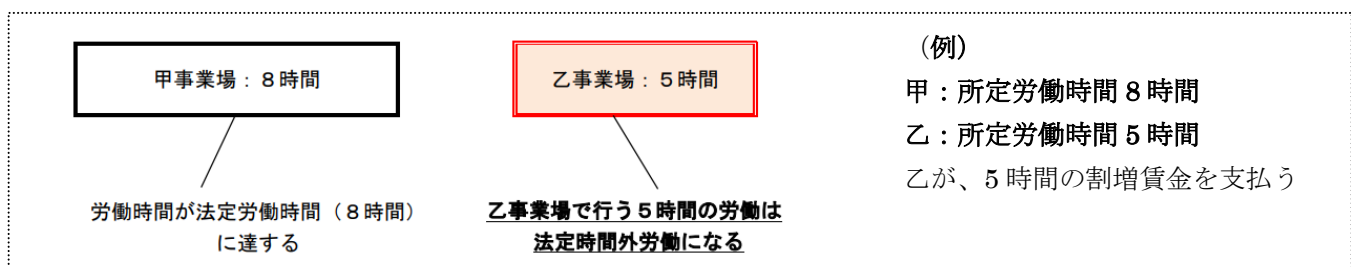 甲事業場:8時間
労働時間が法定労働時間(8時間)
に達する
乙事業場:5時間
乙事業場で行う5時間の労働は
法定時間外労働になる
(例)
甲:所定労働時間 8 時間
乙:所定労働時間 5 時間
乙が、5 時間の割増賃金を支払う